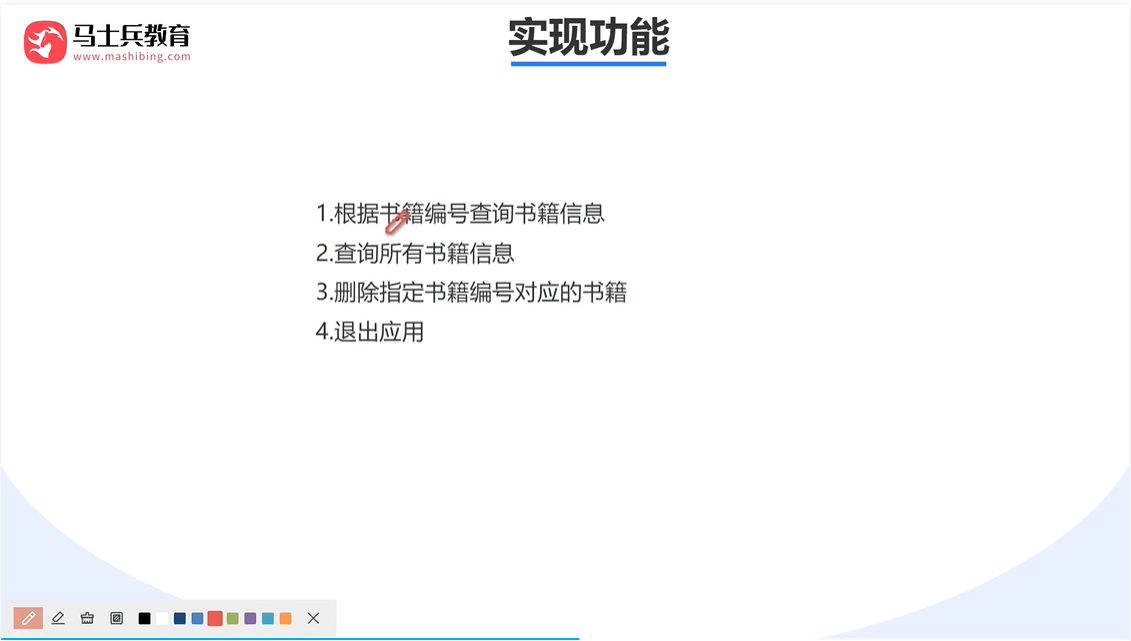 马士兵教育
www.mashibing.com
实现功能
1.根据书籍编号查询书籍信息
2.查询所有书籍信息
3.删除指定书籍编号对应的书籍
4.退出应用